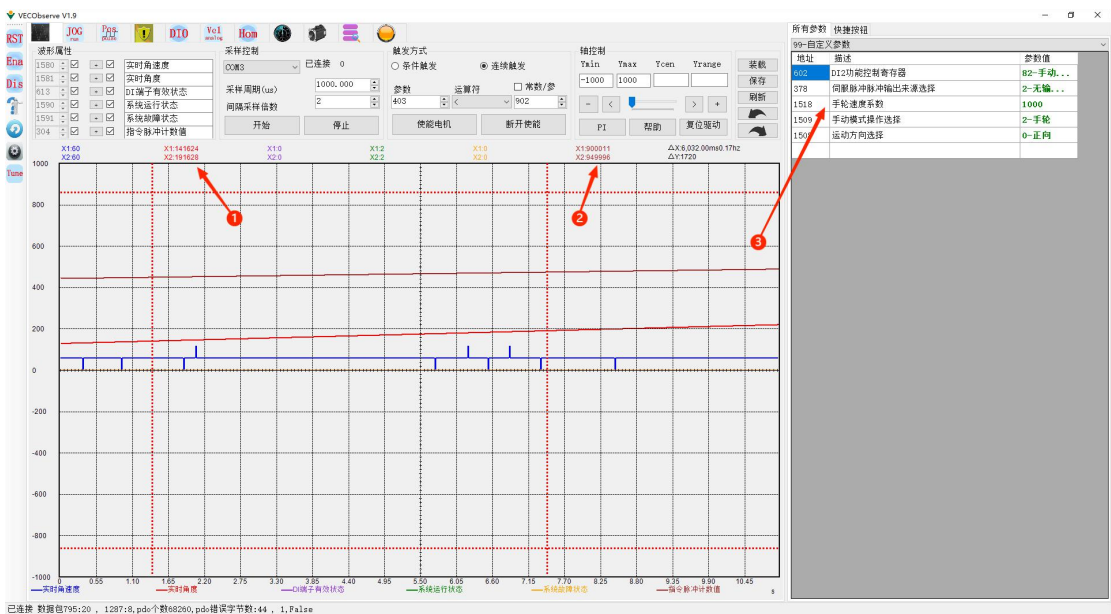 VECObserve V1.9
RST
JOG
run
Pos
pulse
DIO
Vel
analog
Hom
Ena
Dis
Tune
波形属性
1580 实时角速度
1581 实时角度
613 DI端子有效状态
1590 系统运行状态
1591 系统故障状态
304 指令脉冲计数值
采样控制
COM3 已连接 0
采样周期(us) 1000.000
间隔采样倍数 2
开始 停止
触发方式
条件触发 连续触发
参数 运算符 常数/参
403 < 902
使能电机 断开使能
轴控制
Ymin Ymax Ycen Yrange
-1000 1000
- < > +
PI 帮助 复位驱动
装载
保存
刷新
所有参数 快捷按钮
99-自定义参数
地址 描述 参数值
602 DI2功能控制寄存器 82-手动...
378 伺服脉冲脉冲输出来源选择 2-无输...
1518 手轮速度系数 1000
1509 手动模式操作选择 2-手轮
1508 运动方向选择 0-正向
X1:60 X1:141624 X1:0 X1:2 X1:0 X1:900011 △X:6,032.00ms0.17hz
X2:60 X2:191628 X2:0 X2:2 X2:0 X2:949996 △Y:1720
1 2 3
1000
800
600
400
200
0
-200
-400
-600
-800
-1000
0 0.55 1.10 1.65 2.20 2.75 3.30 3.85 4.40 4.95 5.50 6.05 6.60 7.15 7.70 8.25 8.80 9.35 9.90 10.45 s
实时角速度 实时角度 DI端子有效状态 系统运行状态 系统故障状态 指令脉冲计数值
已连接 数据包795:20 , 1287:8,pdo个数68260,pdo错误字节数:44 , 1,False